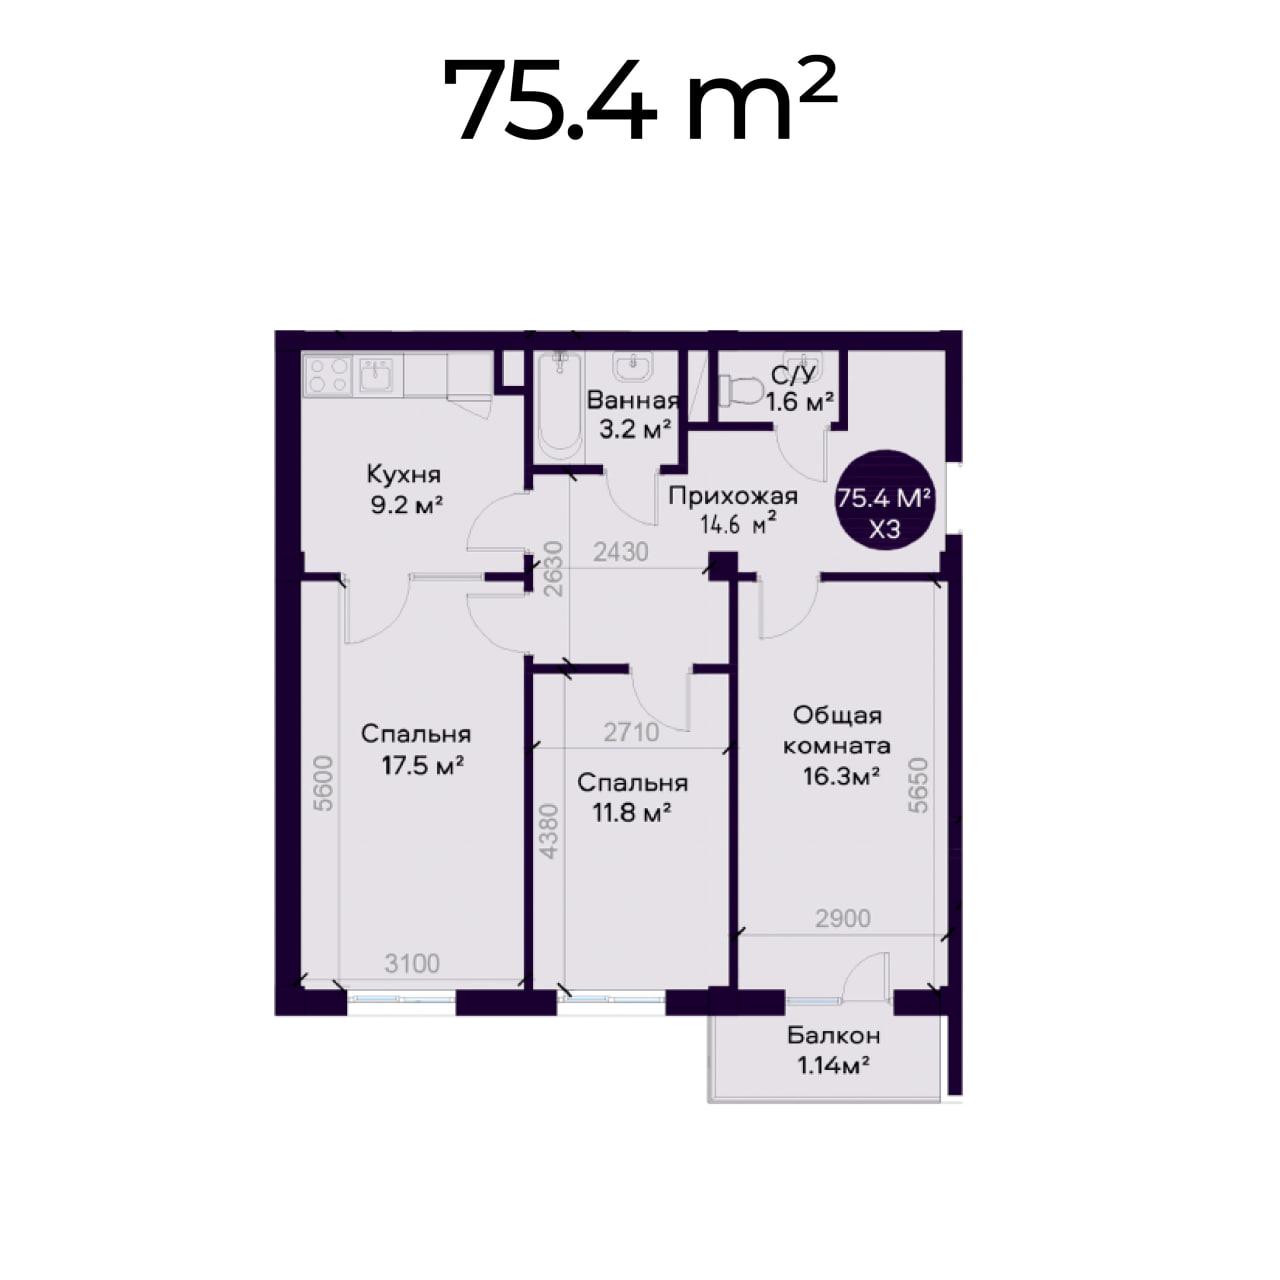 75.4 m²
С/У
1.6 м²
Ванная
3.2 м²
Кухня
9.2 м²
Прихожая
14.6 м²
75.4 М²
X3
2430
2630
Спальня
17.5 м²
5600
3100
2710
Спальня
11.8 м²
4380
Общая
комната
16.3м²
5650
2900
Балкон
1.14м²